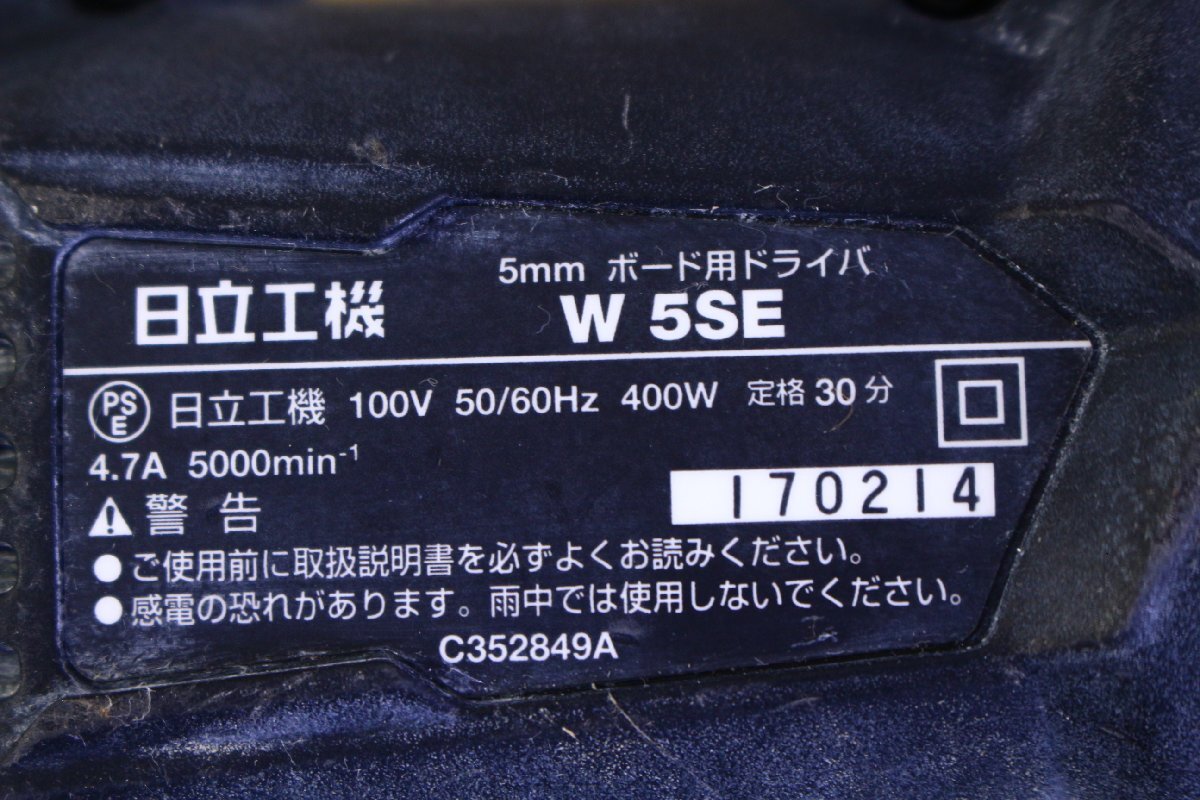 5mm ボード用ドライバ
日立工機 W 5SE
PSE 日立工機 100V 50/60Hz 400W 定格 30 分
4.7A 5000min⁻¹
170214
⚠ 警 告
●ご使用前に取扱説明書を必ずよくお読みください。
●感電の恐れがあります。雨中では使用しないでください。
C352849A